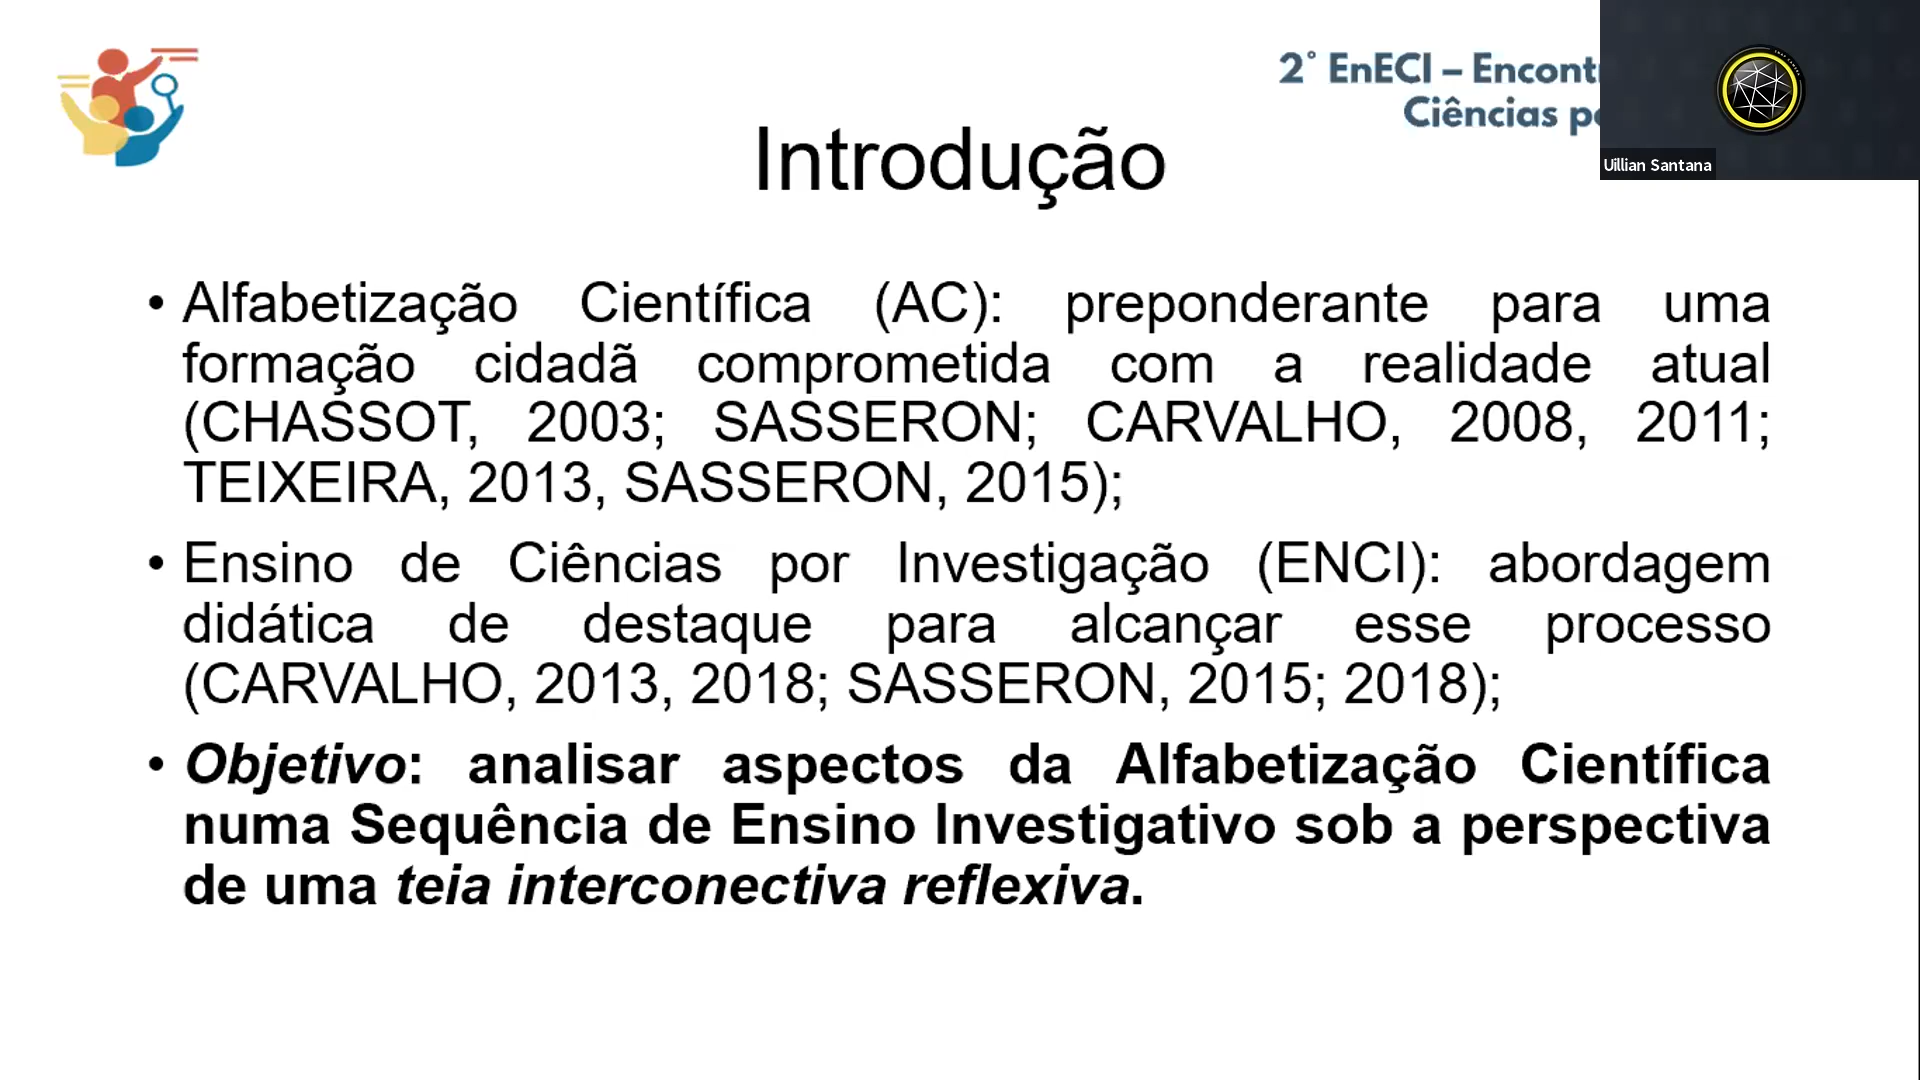 2° EnECI – Encont
Ciências p
Uillian Santana
Introdução
• Alfabetização Científica (AC): preponderante para uma
formação cidadã comprometida com a realidade atual
(CHASSOT, 2003; SASSERON; CARVALHO, 2008, 2011;
TEIXEIRA, 2013, SASSERON, 2015);
• Ensino de Ciências por Investigação (ENCI): abordagem
didática de destaque para alcançar esse processo
(CARVALHO, 2013, 2018; SASSERON, 2015; 2018);
• Objetivo: analisar aspectos da Alfabetização Científica
numa Sequência de Ensino Investigativo sob a perspectiva
de uma teia interconectiva reflexiva.